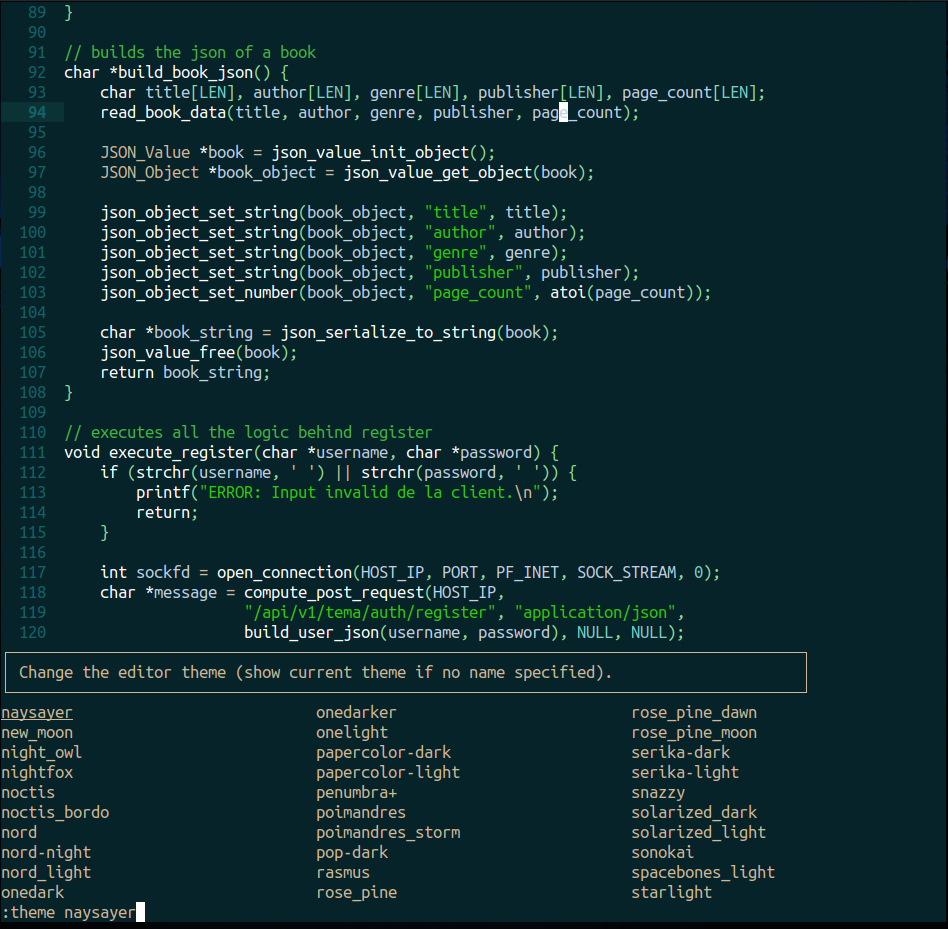 89 }
90
91 // builds the json of a book
92 char *build_book_json() {
93     char title[LEN], author[LEN], genre[LEN], publisher[LEN], page_count[LEN];
94     read_book_data(title, author, genre, publisher, page_count);
95
96     JSON_Value *book = json_value_init_object();
97     JSON_Object *book_object = json_value_get_object(book);
98
99     json_object_set_string(book_object, "title", title);
100     json_object_set_string(book_object, "author", author);
101     json_object_set_string(book_object, "genre", genre);
102     json_object_set_string(book_object, "publisher", publisher);
103     json_object_set_number(book_object, "page_count", atoi(page_count));
104
105     char *book_string = json_serialize_to_string(book);
106     json_value_free(book);
107     return book_string;
108 }
109
110 // executes all the logic behind register
111 void execute_register(char *username, char *password) {
112     if (strchr(username, ' ') || strchr(password, ' ')) {
113         printf("ERROR: Input invalid de la client.\n");
114         return;
115     }
116
117     int sockfd = open_connection(HOST_IP, PORT, PF_INET, SOCK_STREAM, 0);
118     char *message = compute_post_request(HOST_IP,
119                     "/api/v1/tema/auth/register", "application/json",
120                     build_user_json(username, password), NULL, NULL);
Change the editor theme (show current theme if no name specified).
naysayer onedarker rose_pine_dawn
new_moon onelight rose_pine_moon
night_owl papercolor-dark serika-dark
nightfox papercolor-light serika-light
noctis penumbra+ snazzy
noctis_bordo poimandres solarized_dark
nord poimandres_storm solarized_light
nord-night pop-dark sonokai
nord_light rasmus spacebones_light
onedark rose_pine starlight
:theme naysayer